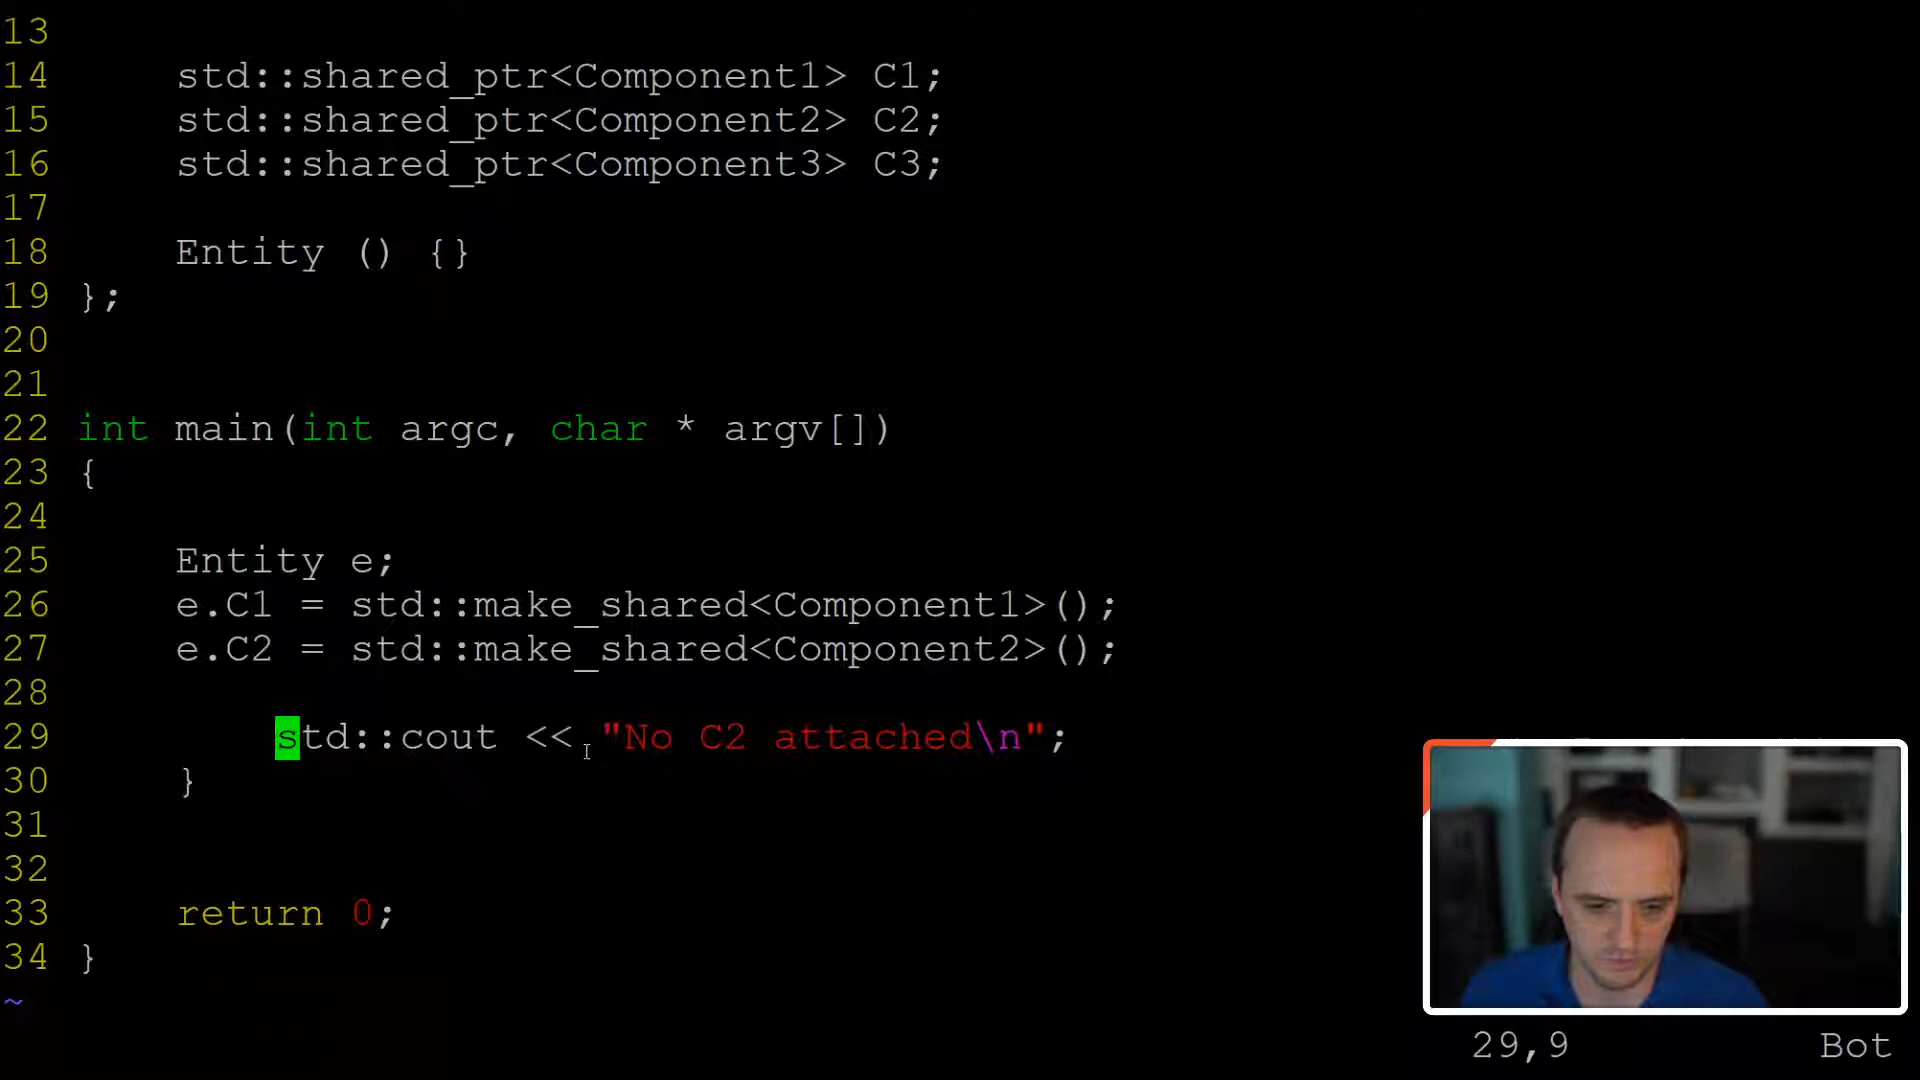 13
14 std::shared_ptr<Component1> C1;
15 std::shared_ptr<Component2> C2;
16 std::shared_ptr<Component3> C3;
17
18 Entity () {}
19 };
20
21
22 int main(int argc, char * argv[])
23 {
24
25 Entity e;
26 e.C1 = std::make_shared<Component1>();
27 e.C2 = std::make_shared<Component2>();
28
29 std::cout << "No C2 attached\n";
30 }
31
32
33 return 0;
34 }
~
29,9 Bot